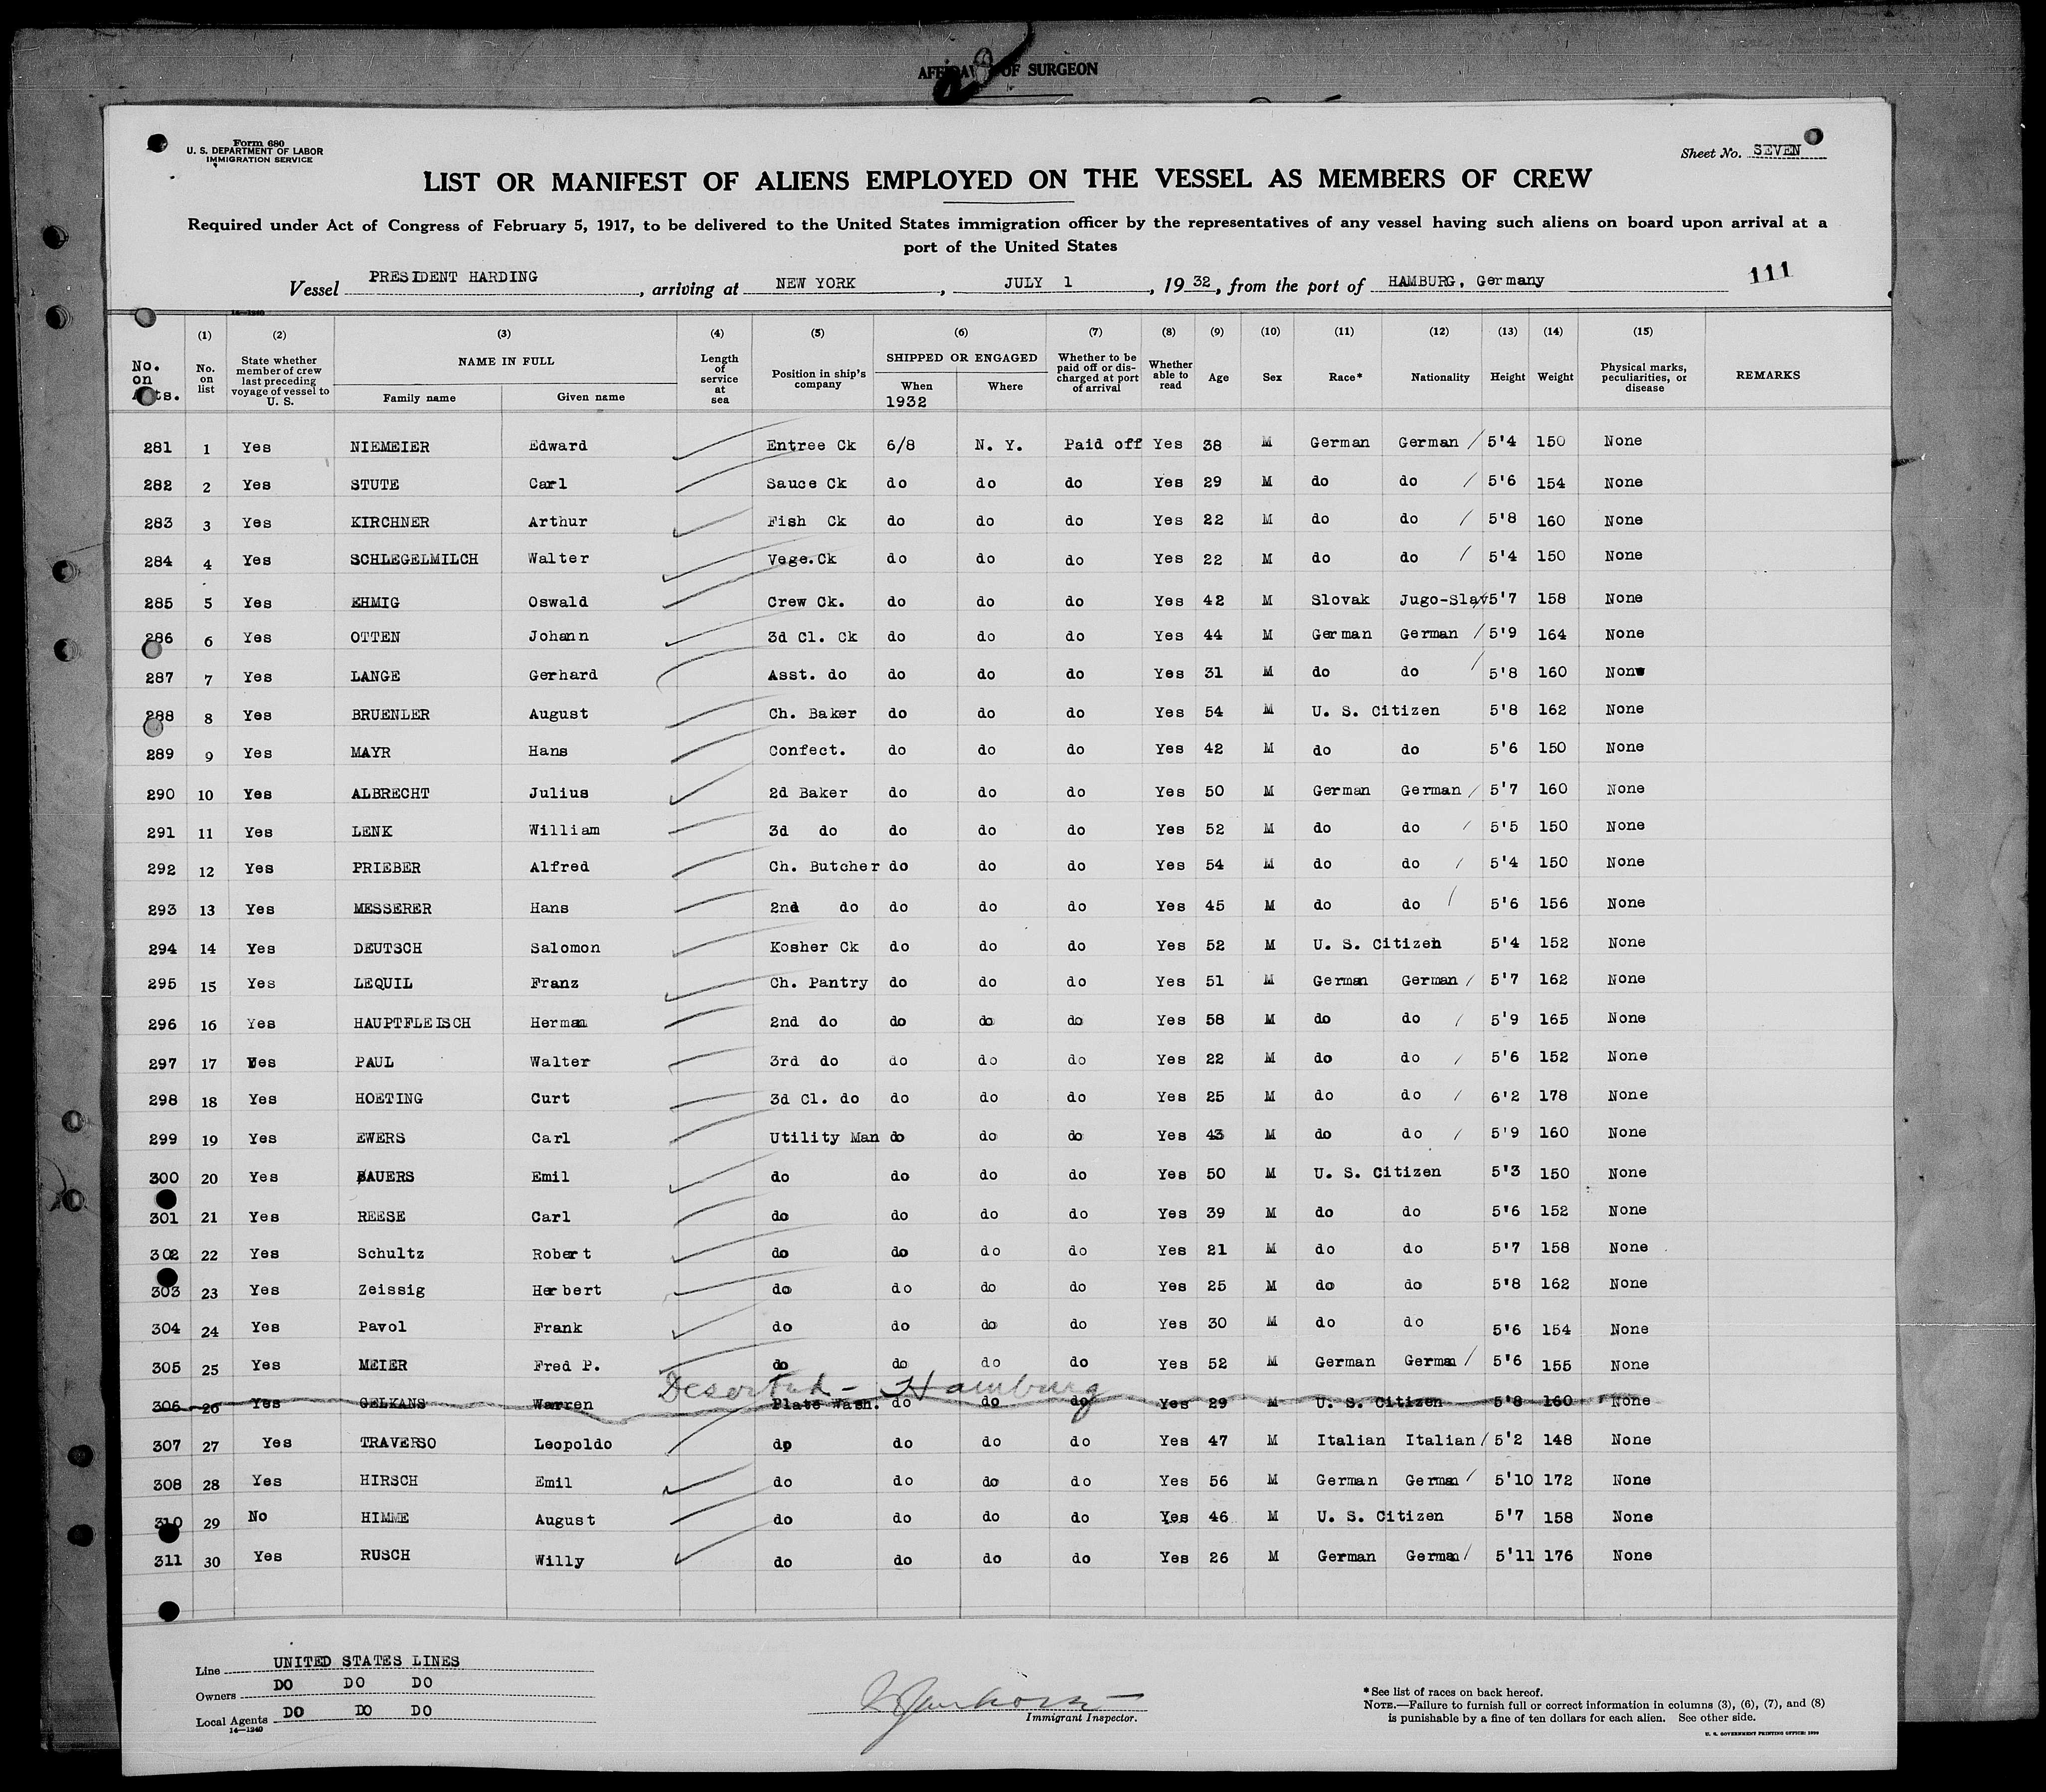 AFFIDAVIT OF SURGEON
Form 680
U. S. DEPARTMENT OF LABOR
IMMIGRATION SERVICE
Sheet No. SEVEN
LIST OR MANIFEST OF ALIENS EMPLOYED ON THE VESSEL AS MEMBERS OF CREW
Required under Act of Congress of February 5, 1917, to be delivered to the United States immigration officer by the representatives of any vessel having such aliens on board upon arrival at a
port of the United States
Vessel PRESIDENT HARDING, arriving at NEW YORK, JULY 1, 1932, from the port of HAMBURG, Germany 111
14—1240
(1) (2) (3) (4) (5) (6) (7) (8) (9) (10) (11) (12) (13) (14) (15)
No. on Arts. No. on list State whether member of crew last preceding voyage of vessel to U. S. NAME IN FULL Family name Given name Length of service at sea Position in ship's company SHIPPED OR ENGAGED When 1932 Where Whether to be paid off or discharged at port of arrival Whether able to read Age Sex Race* Nationality Height Weight Physical marks, peculiarities, or disease REMARKS
281 1 Yes NIEMEIER Edward Entree Ck 6/8 N. Y. Paid off Yes 38 M German German / 5'4 150 None
282 2 Yes STUTE Carl Sauce Ck do do do Yes 29 M do do / 5'6 154 None
283 3 Yes KIRCHNER Arthur Fish Ck do do do Yes 22 M do do / 5'8 160 None
284 4 Yes SCHLEGELMILCH Walter Vege.Ck do do do Yes 22 M do do / 5'4 150 None
285 5 Yes EHMIG Oswald Crew Ck. do do do Yes 42 M Slovak Jugo-Slav 5'7 158 None
286 6 Yes OTTEN Johann 3d Cl. Ck do do do Yes 44 M German German / 5'9 164 None
287 7 Yes LANGE Gerhard Asst. do do do do Yes 31 M do do / 5'8 160 None
288 8 Yes BRUENLER August Ch. Baker do do do Yes 54 M U. S. Citizen 5'8 162 None
289 9 Yes MAYR Hans Confect. do do do Yes 42 M do do 5'6 150 None
290 10 Yes ALBRECHT Julius 2d Baker do do do Yes 50 M German German / 5'7 160 None
291 11 Yes LENK William 3d do do do do Yes 52 M do do / 5'5 150 None
292 12 Yes PRIEBER Alfred Ch. Butcher do do do Yes 54 M do do / 5'4 150 None
293 13 Yes MESSERER Hans 2nd do do do do Yes 45 M do do / 5'6 156 None
294 14 Yes DEUTSCH Salomon Kosher Ck do do do Yes 52 M U. S. Citizen 5'4 152 None
295 15 Yes LEQUIL Franz Ch. Pantry do do do Yes 51 M German German / 5'7 162 None
296 16 Yes HAUPTFLEISCH Herman 2nd do do do do Yes 58 M do do / 5'9 165 None
297 17 Yes PAUL Walter 3rd do do do do Yes 22 M do do / 5'6 152 None
298 18 Yes HOETING Curt 3d Cl. do do do do Yes 25 M do do / 6'2 178 None
299 19 Yes EWERS Carl Utility Man do do do Yes 43 M do do / 5'9 160 None
300 20 Yes BAUERS Emil do do do do Yes 50 M U. S. Citizen 5'3 150 None
301 21 Yes REESE Carl do do do do Yes 39 M do do 5'6 152 None
302 22 Yes Schultz Robert do do do do Yes 21 M do do 5'7 158 None
303 23 Yes Zeissig Herbert do do do do Yes 25 M do do 5'8 162 None
304 24 Yes Pavol Frank do do do do Yes 30 M do do 5'6 154 None
305 25 Yes MEIER Fred P. do do do do Yes 52 M German German / 5'6 155 None
Deserted - Hamburg
306 26 Yes GELKANS Warren Plate Wash. do do do Yes 29 M U. S. Citizen 5'8 160 None
307 27 Yes TRAVERSO Leopoldo dp do do do Yes 47 M Italian Italian / 5'2 148 None
308 28 Yes HIRSCH Emil do do do do Yes 56 M German German / 5'10 172 None
310 29 No HIMME August do do do do Yes 46 M U. S. Citizen 5'7 158 None
311 30 Yes RUSCH Willy do do do do Yes 26 M German German / 5'11 176 None
Line UNITED STATES LINES
Owners DO DO DO
Local Agents DO DO DO
14—1240
Immigrant Inspector.
*See list of races on back hereof.
NOTE.—Failure to furnish full or correct information in columns (3), (6), (7), and (8)
is punishable by a fine of ten dollars for each alien. See other side.
U. S. GOVERNMENT PRINTING OFFICE: 1930